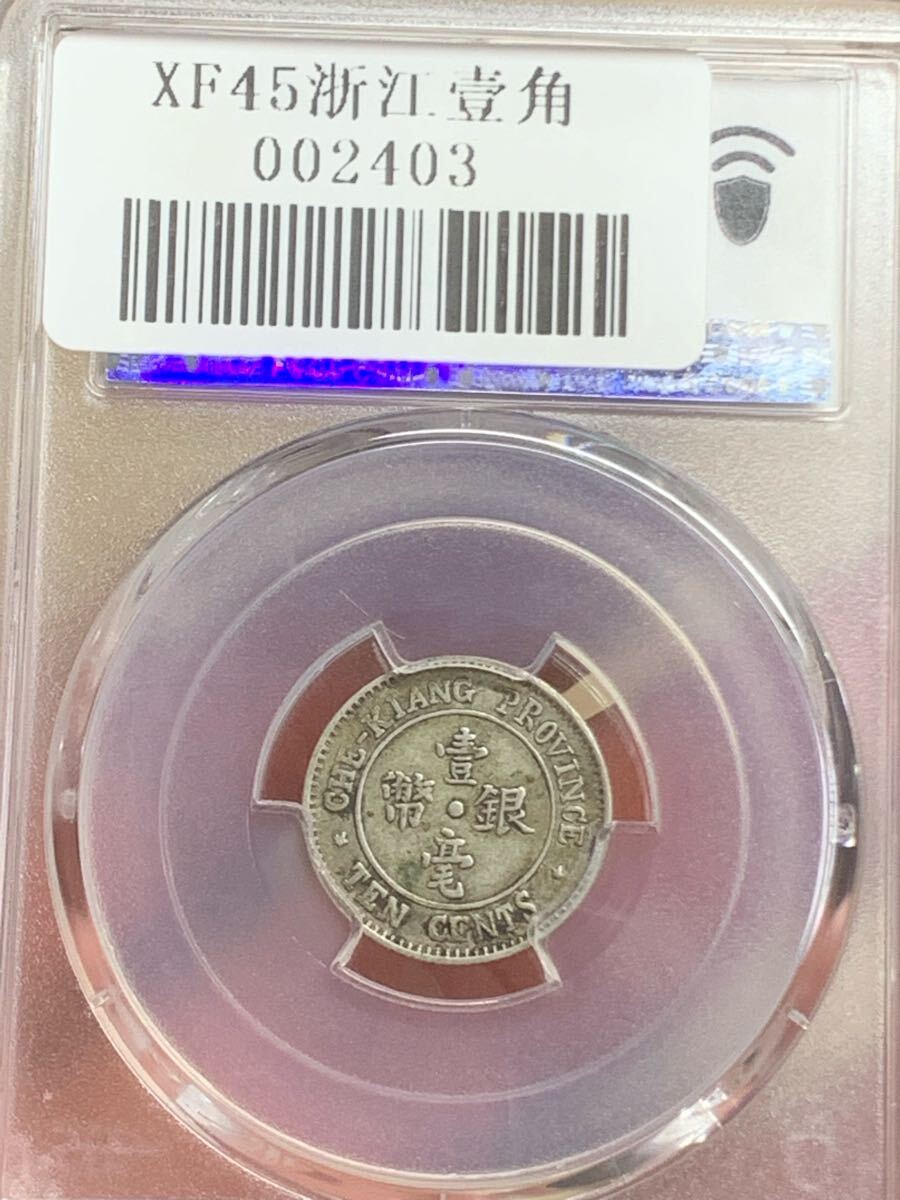 XF45浙江壹角
002403
CHE-KIANG PROVINCE
壹
幣 銀
毫
TEN CENTS